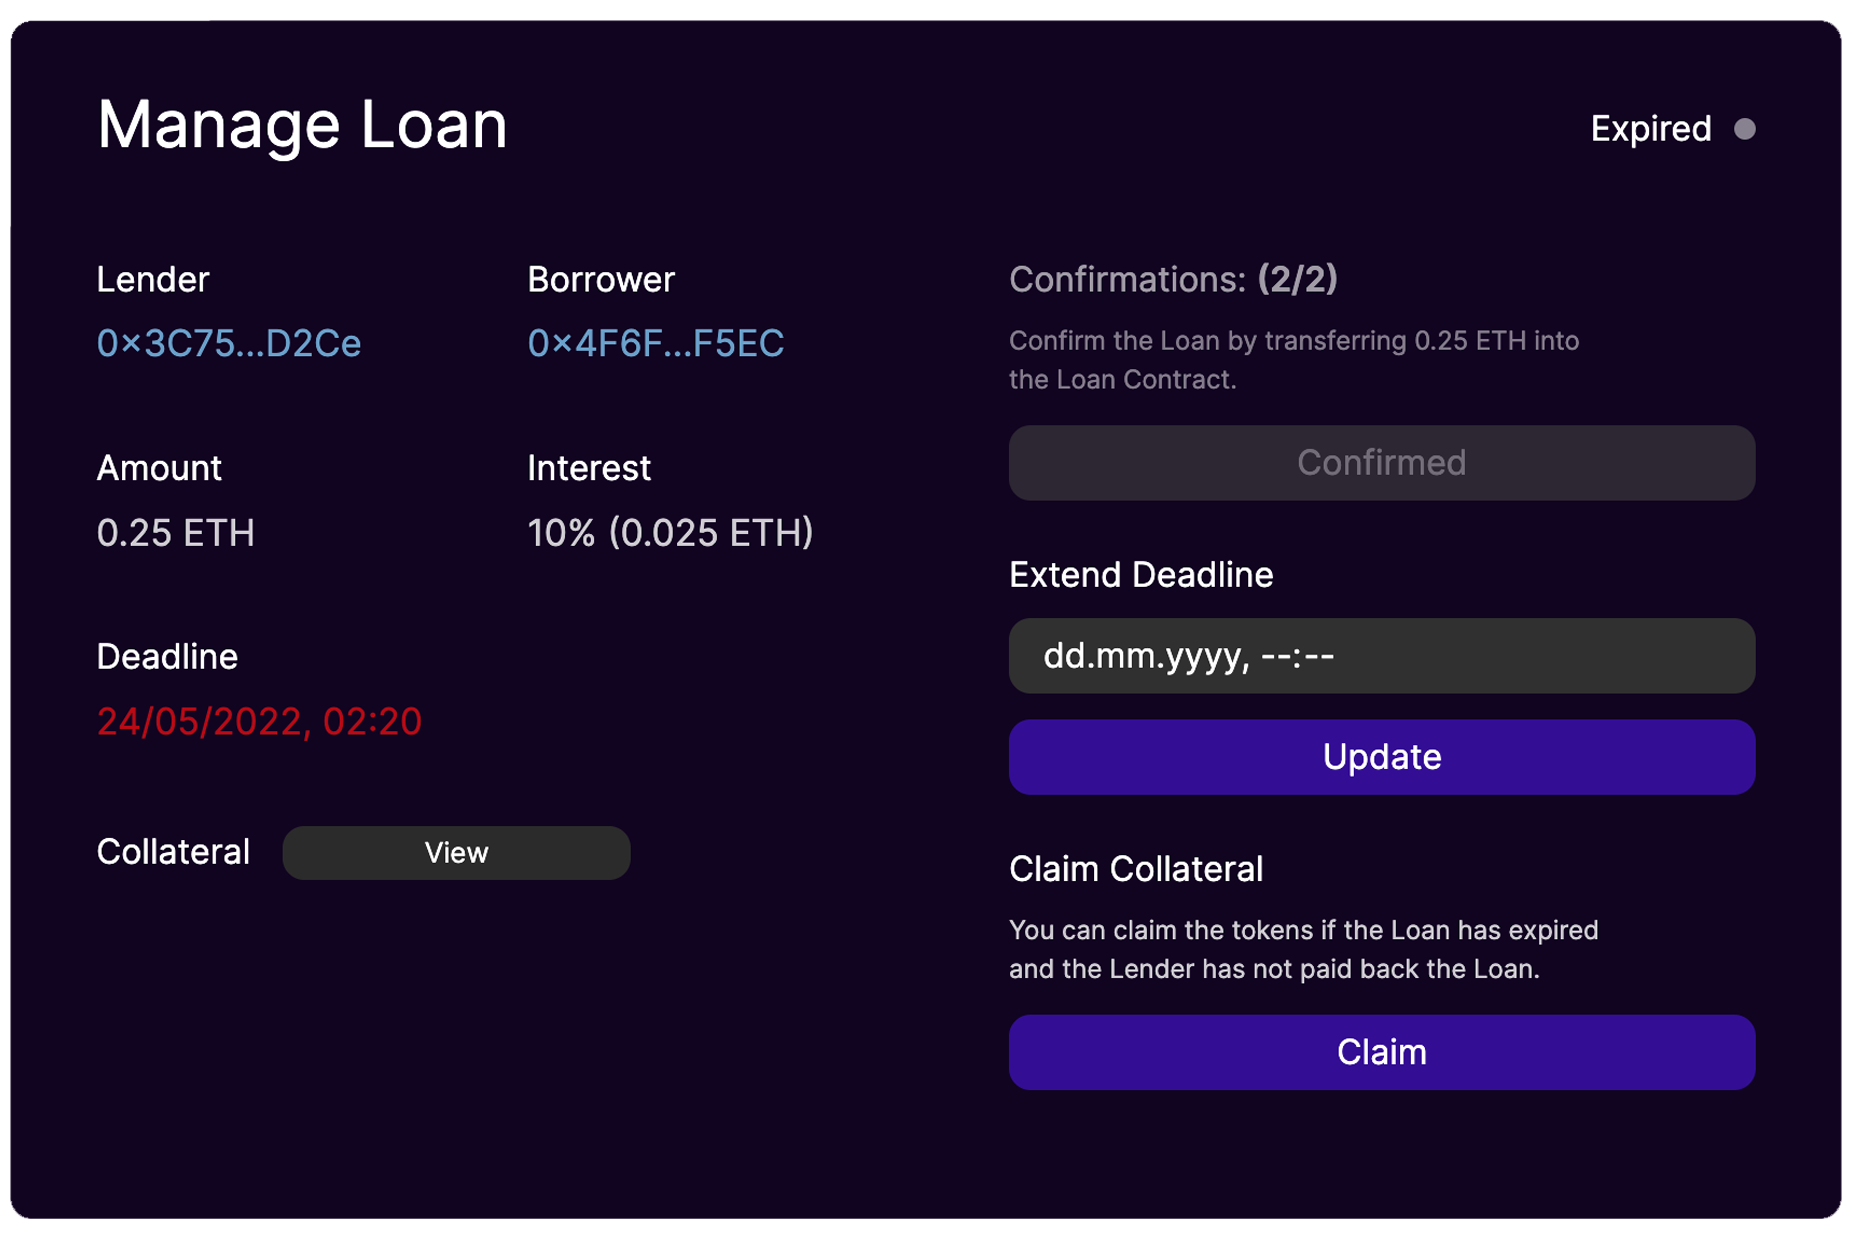 Manage Loan
Expired
Lender
0×3C75...D2Ce
Borrower
0×4F6F...F5EC
Amount
0.25 ETH
Interest
10% (0.025 ETH)
Deadline
24/05/2022, 02:20
Collateral
View
Confirmations: (2/2)
Confirm the Loan by transferring 0.25 ETH into
the Loan Contract.
Confirmed
Extend Deadline
dd.mm.yyyy, --:--
Update
Claim Collateral
You can claim the tokens if the Loan has expired
and the Lender has not paid back the Loan.
Claim